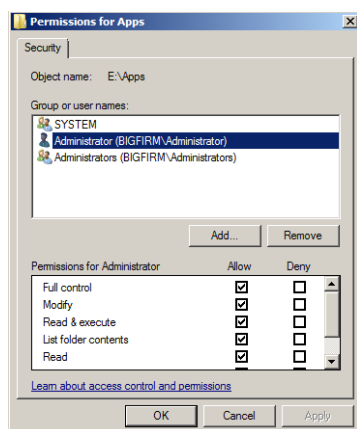 Permissions for Apps
Security
Object name: E:\Apps
Group or user names:
SYSTEM
Administrator (BIGFIRM\Administrator)
Administrators (BIGFIRM\Administrators)
Add... Remove
Permissions for Administrator Allow Deny
Full control
Modify
Read & execute
List folder contents
Read
Learn about access control and permissions
OK Cancel Apply